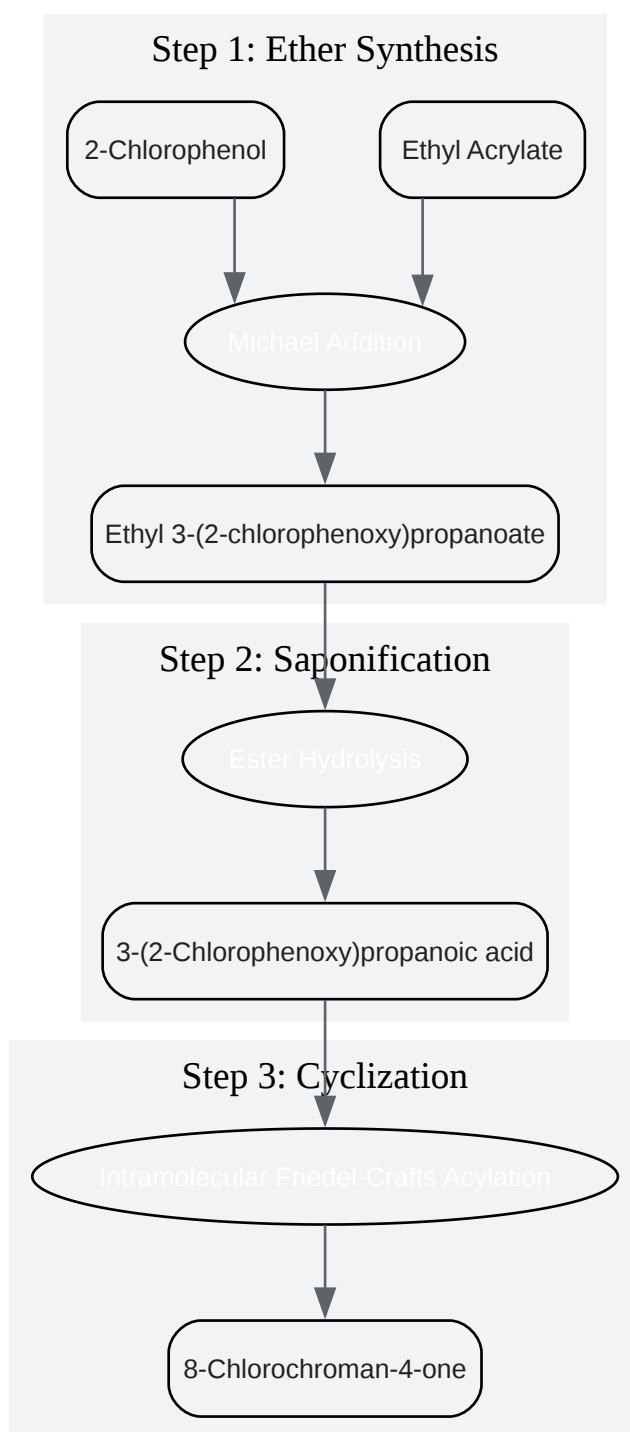 Step 1: Ether Synthesis
2-Chlorophenol
Ethyl Acrylate
Michael Addition
Ethyl 3-(2-chlorophenoxy)propanoate
Step 2: Saponification
Ester Hydrolysis
3-(2-Chlorophenoxy)propanoic acid
Step 3: Cyclization
Intramolecular Friedel-Crafts Acylation
8-Chlorochroman-4-one